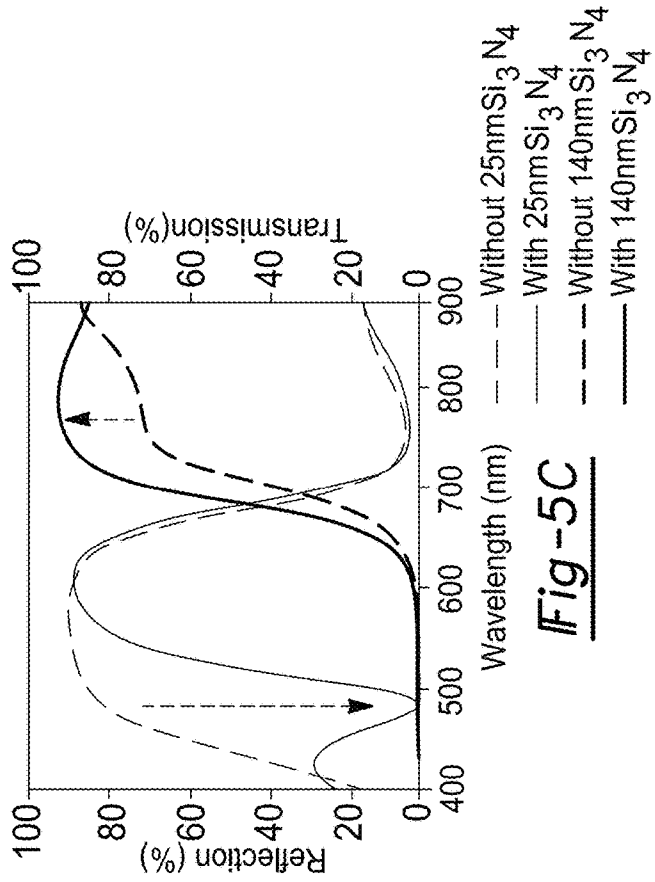 Reflection (%)
100
80
60
40
20
0
Transmission(%)
100
80
60
40
20
0
400
500
600
700
800
900
Wavelength (nm)
Without 25nmSi3N4
With 25nmSi3N4
Without 140nmSi3N4
With 140nmSi3N4
Fig-5C